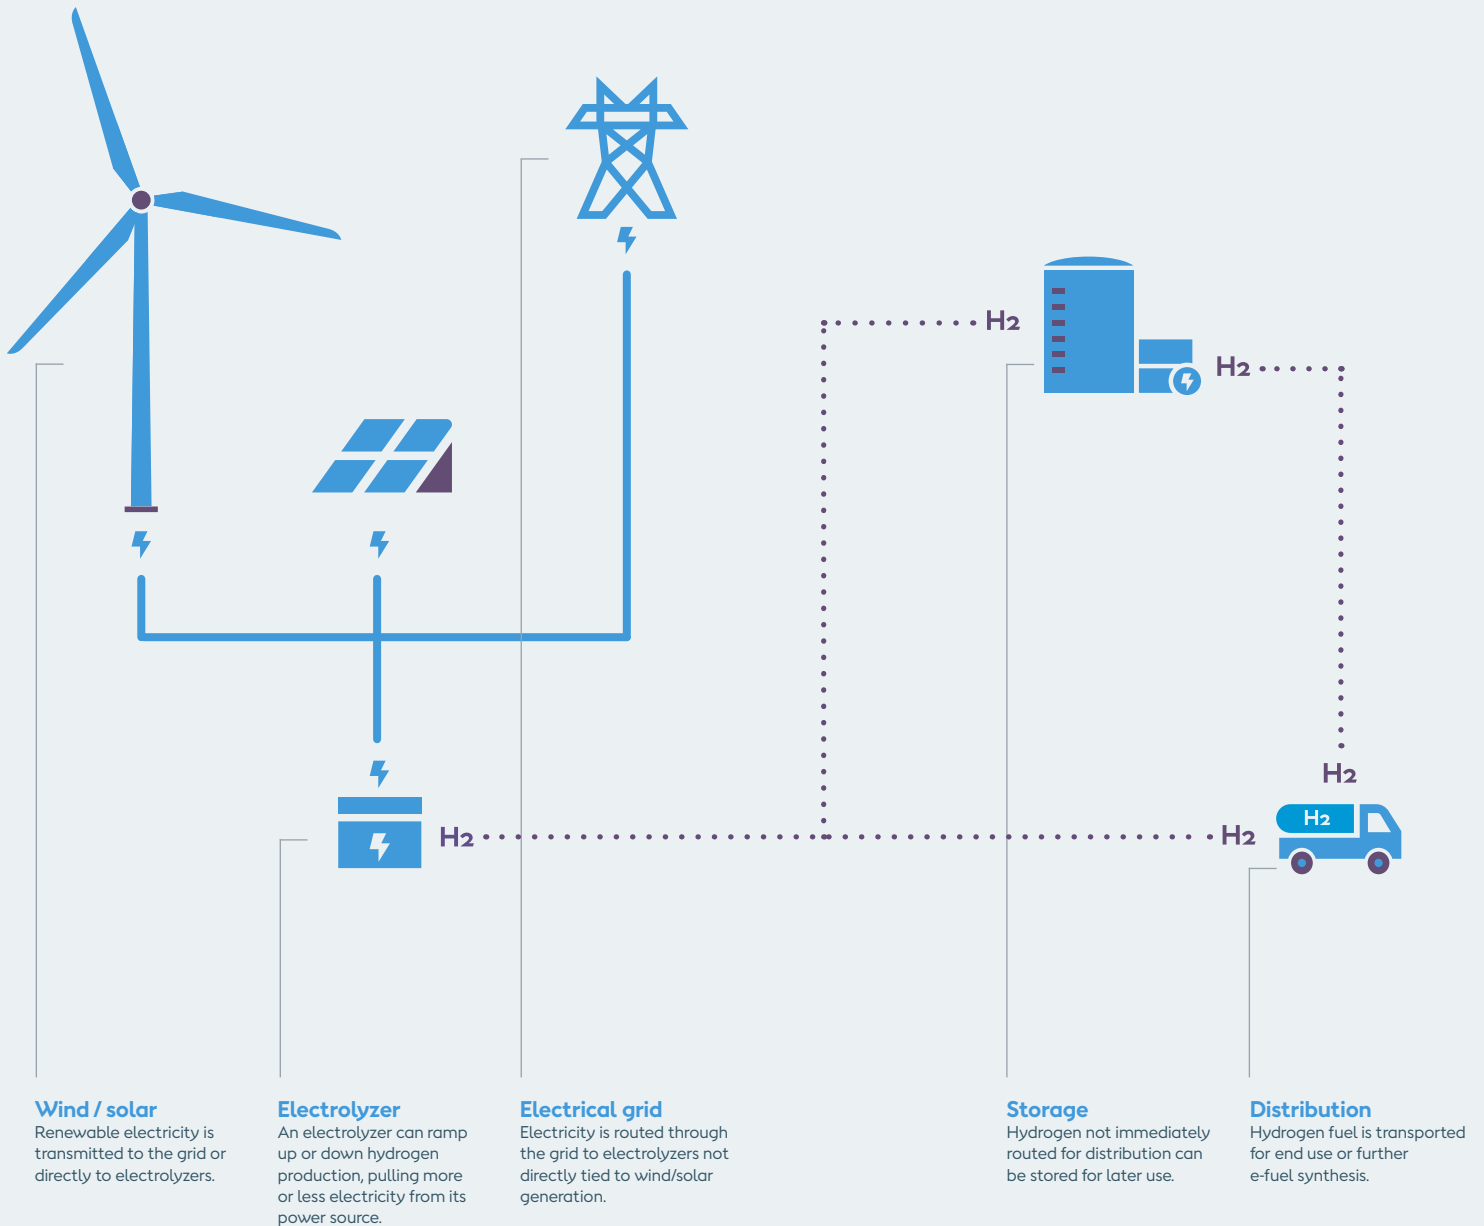 H2
H2
H2
H2
H2
H2
Wind / solar
Renewable electricity is
transmitted to the grid or
directly to electrolyzers.
Electrolyzer
An electrolyzer can ramp
up or down hydrogen
production, pulling more
or less electricity from its
power source.
Electrical grid
Electricity is routed through
the grid to electrolyzers not
directly tied to wind/solar
generation.
Storage
Hydrogen not immediately
routed for distribution can
be stored for later use.
Distribution
Hydrogen fuel is transported
for end use or further
e-fuel synthesis.